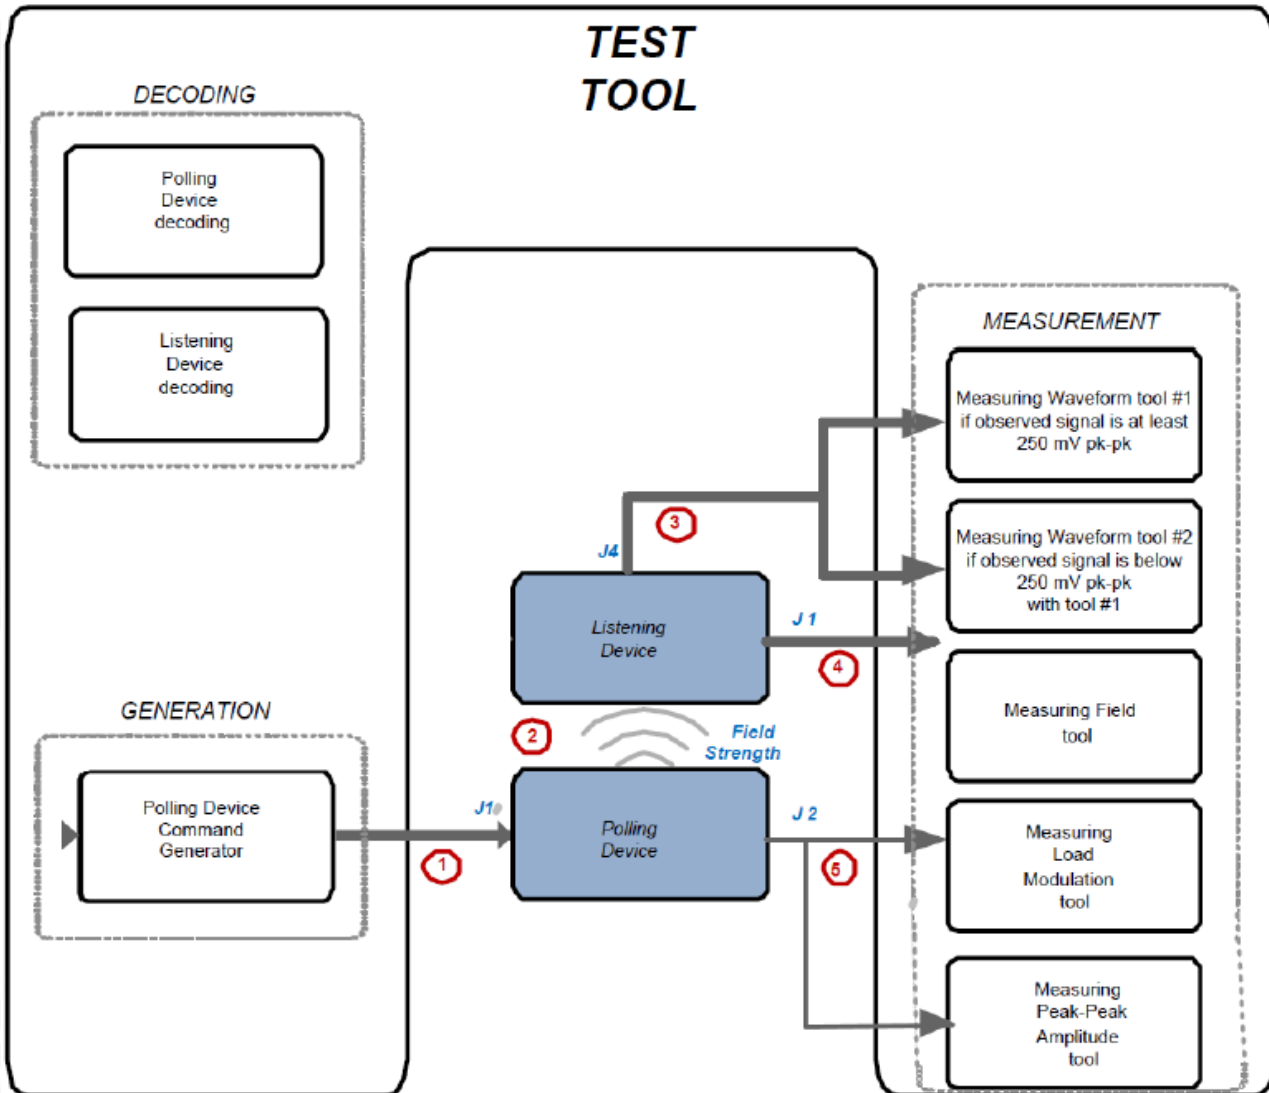 TEST
TOOL
DECODING
Polling
Device
decoding
Listening
Device
decoding
MEASUREMENT
Measuring Waveform tool #1
if observed signal is at least
250 mV pk-pk
3
J4
Measuring Waveform tool #2
if observed signal is below
250 mV pk-pk
with tool #1
Listening
Device
J 1
4
GENERATION
2
Field
Strength
Measuring Field
tool
Polling Device
Command
Generator
J1
1
Polling
Device
J 2
5
Measuring
Load
Modulation
tool
Measuring
Peak-Peak
Amplitude
tool